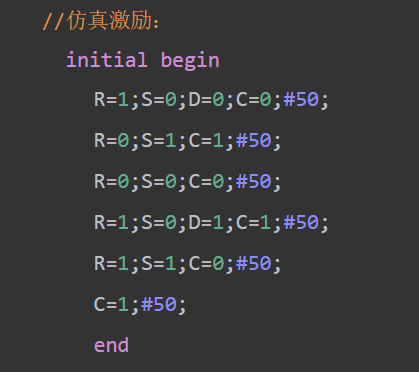 //仿真激励：
initial begin
R=1;S=0;D=0;C=0;#50;
R=0;S=1;C=1;#50;
R=0;S=0;C=0;#50;
R=1;S=0;D=1;C=1;#50;
R=1;S=1;C=0;#50;
C=1;#50;
end